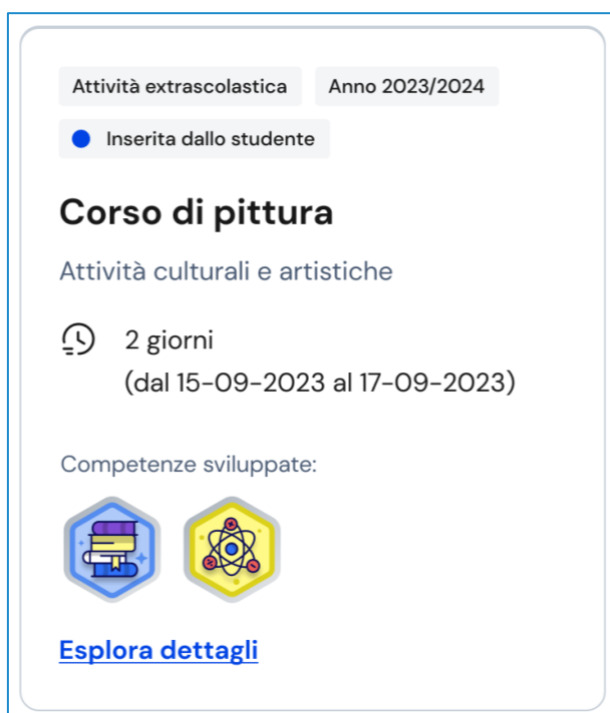 Attività extrascolastica
Anno 2023/2024
Inserita dallo studente
Corso di pittura
Attività culturali e artistiche
2 giorni
(dal 15-09-2023 al 17-09-2023)
Competenze sviluppate:
Esplora dettagli